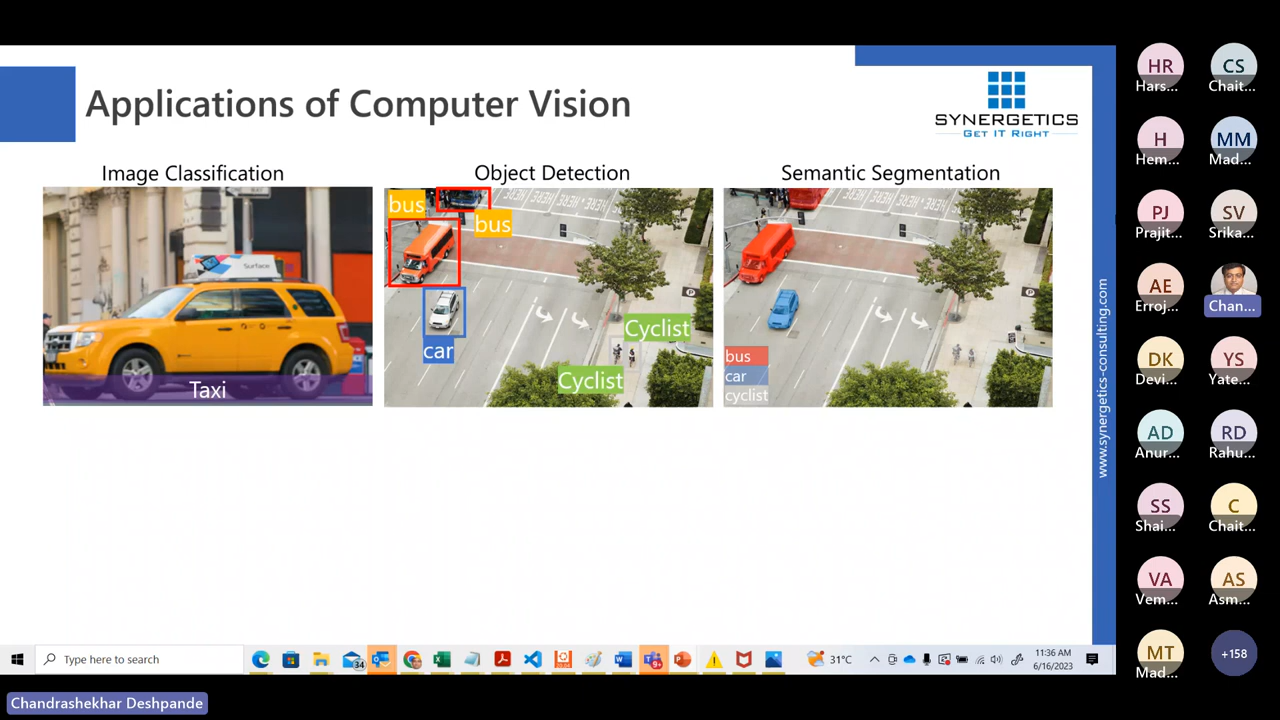 Applications of Computer Vision
SYNERGETICS
GET IT RIGHT
Image Classification
Object Detection
Semantic Segmentation
Surface
Taxi
bus
bus
car
Cyclist
Cyclist
bus
car
cyclist
www.synergetics-consulting.com
HR
Hars...
CS
Chait...
H
Hem...
MM
Mad...
PJ
Prajit...
SV
Srika...
AE
Erroj...
Chan...
DK
Devi...
YS
Yate...
AD
Anur...
RD
Rahu...
SS
Shai...
C
Chait...
VA
Vem...
AS
Asm...
MT
Mad...
+158
Type here to search
34
9+
31°C
11:36 AM
6/16/2023
Chandrashekhar Deshpande